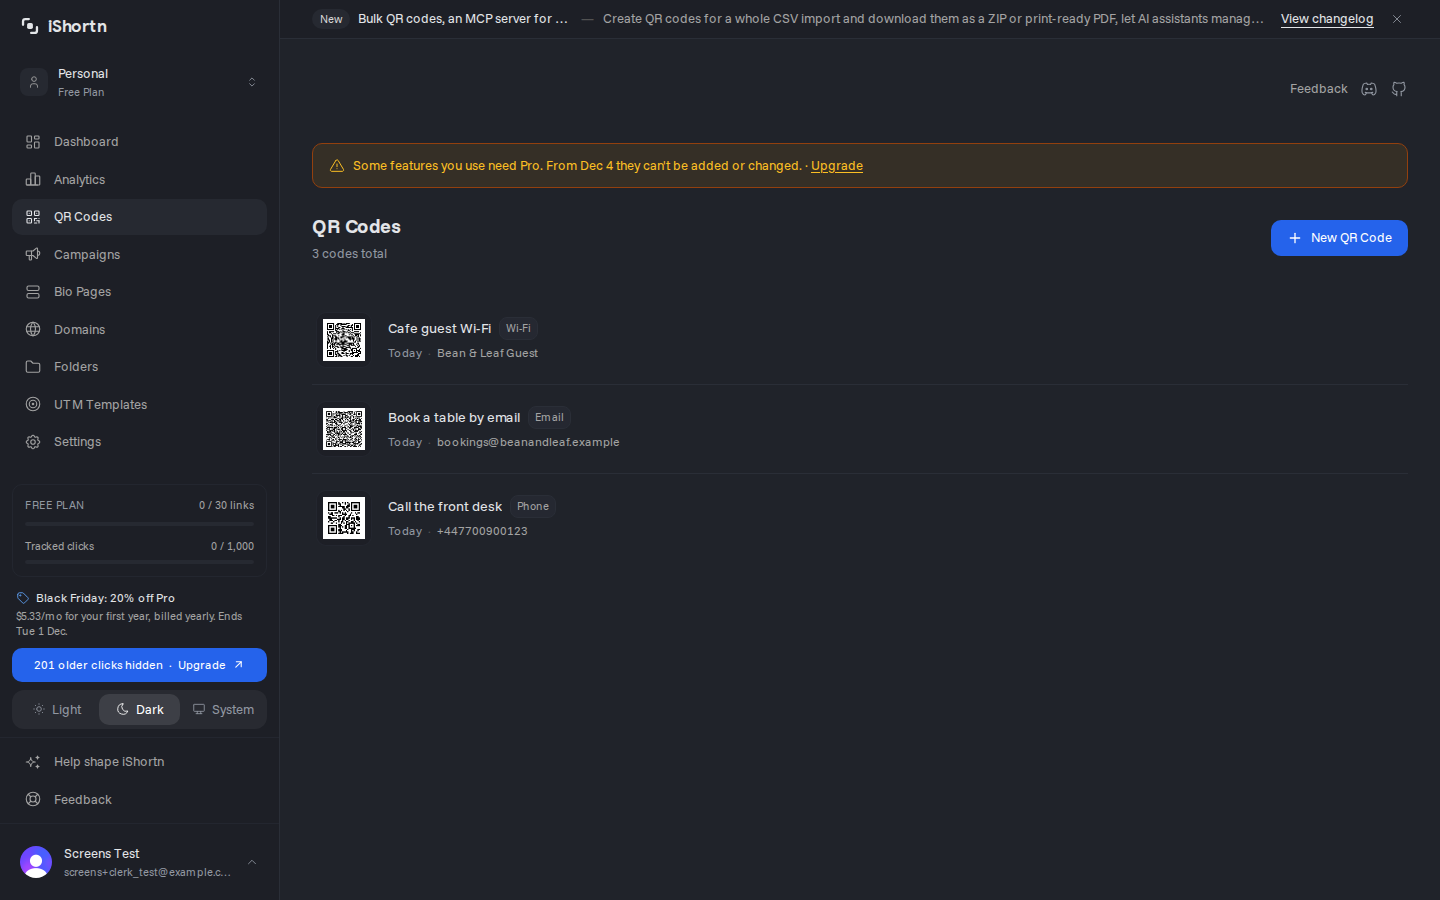 iShortn
Personal
Free Plan
Dashboard
Analytics
QR Codes
Campaigns
Bio Pages
Domains
Folders
UTM Templates
Settings
FREE PLAN 0 / 30 links
Tracked clicks 0 / 1,000
Black Friday: 20% off Pro
$5.33/mo for your first year, billed yearly. Ends
Tue 1 Dec.
201 older clicks hidden · Upgrade
Light Dark System
Help shape iShortn
Feedback
Screens Test
screens+clerk_test@example.c...
New Bulk QR codes, an MCP server for ... — Create QR codes for a whole CSV import and download them as a ZIP or print-ready PDF, let AI assistants manag... View changelog
Feedback
Some features you use need Pro. From Dec 4 they can't be added or changed. · Upgrade
QR Codes
3 codes total
New QR Code
Cafe guest Wi-Fi Wi-Fi
Today · Bean & Leaf Guest
Book a table by email Email
Today · bookings@beanandleaf.example
Call the front desk Phone
Today · +447700900123